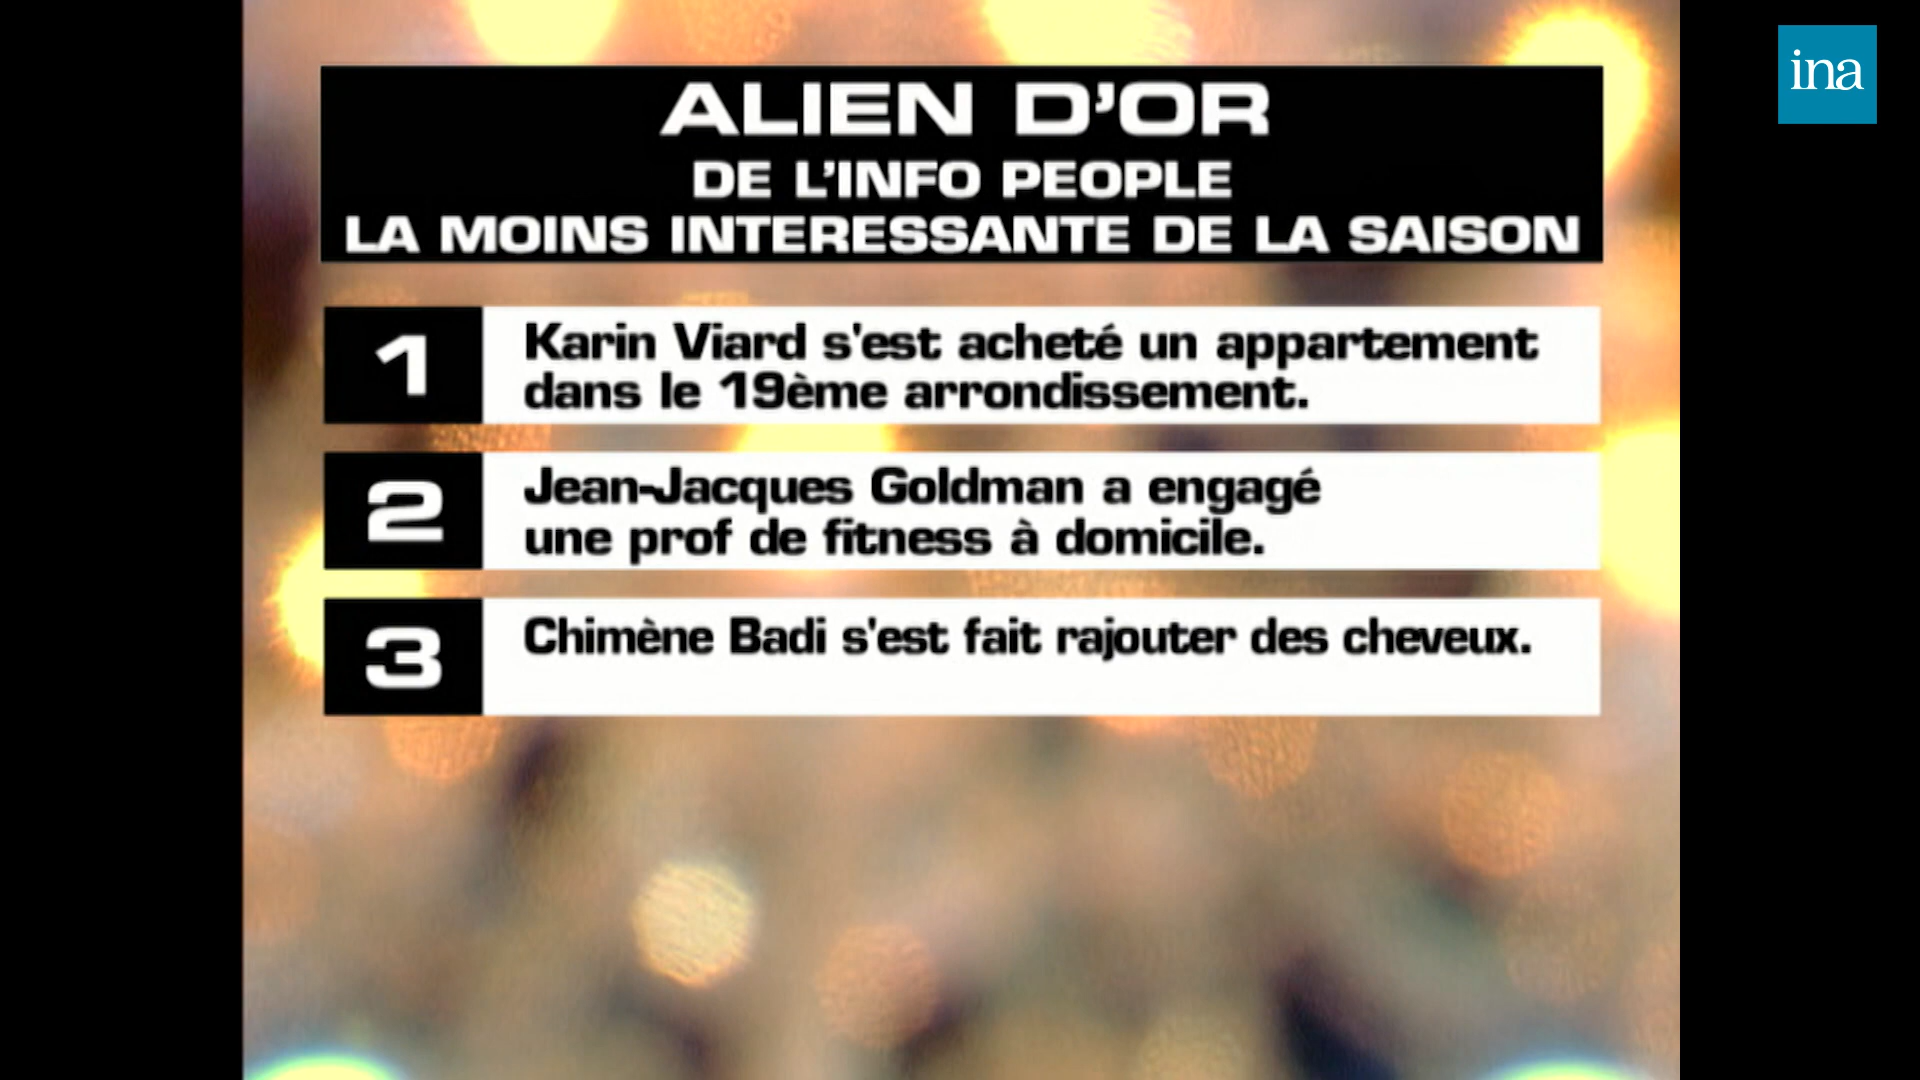 ina
ALIEN D'OR
DE L'INFO PEOPLE
LA MOINS INTERESSANTE DE LA SAISON
1
Karin Viard s'est acheté un appartement
dans le 19ème arrondissement.
2
Jean-Jacques Goldman a engagé
une prof de fitness à domicile.
3
Chimène Badi s'est fait rajouter des cheveux.